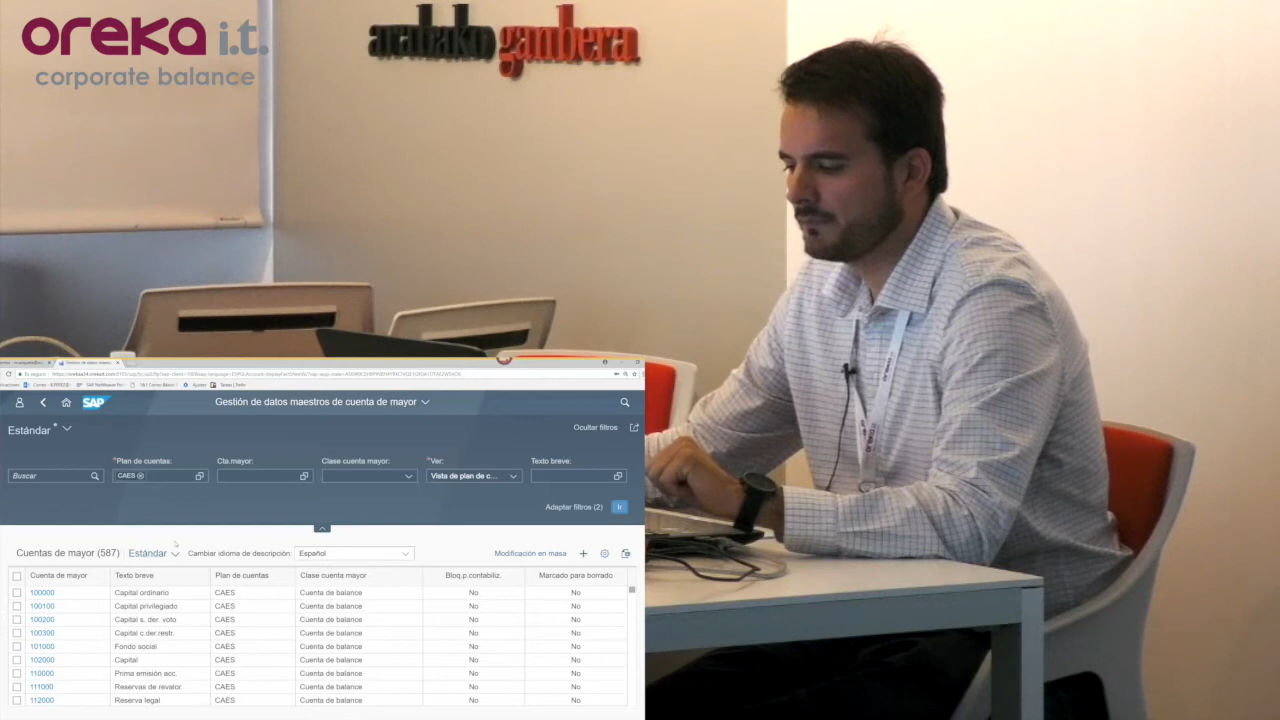 oreka i.t.
corporate balance
arabako ganbera
SAP
Gestión de datos maestros de cuenta de mayor
Estándar *
Ocultar filtros
*Plan de cuentas:
Cta.mayor:
Clase cuenta mayor:
*Ver:
Texto breve:
Buscar
CAES
Vista de plan de c...
Adaptar filtros (2)
Ir
Cuentas de mayor (587)
Estándar
Cambiar idioma de descripción:
Español
Modificación en masa
Cuenta de mayor Texto breve Plan de cuentas Clase cuenta mayor Bloq.p.contabiliz. Marcado para borrado
100000 Capital ordinario CAES Cuenta de balance No No
100100 Capital privilegiado CAES Cuenta de balance No No
100200 Capital s. der. voto CAES Cuenta de balance No No
100300 Capital c.der.restr. CAES Cuenta de balance No No
101000 Fondo social CAES Cuenta de balance No No
102000 Capital CAES Cuenta de balance No No
110000 Prima emisión acc. CAES Cuenta de balance No No
111000 Reservas de revalor. CAES Cuenta de balance No No
112000 Reserva legal CAES Cuenta de balance No No